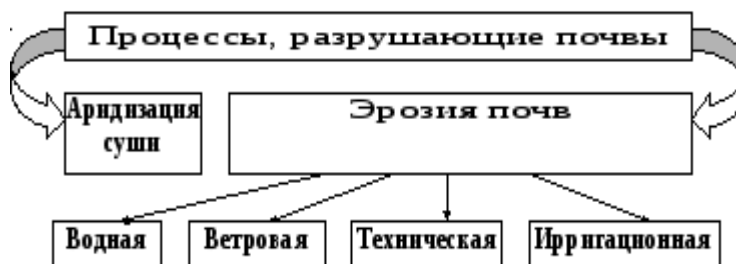 Процессы, разрушающие почвы
Аридизация
суши
Эрозия почв
Водная
Ветровая
Техническая
Ирригационная